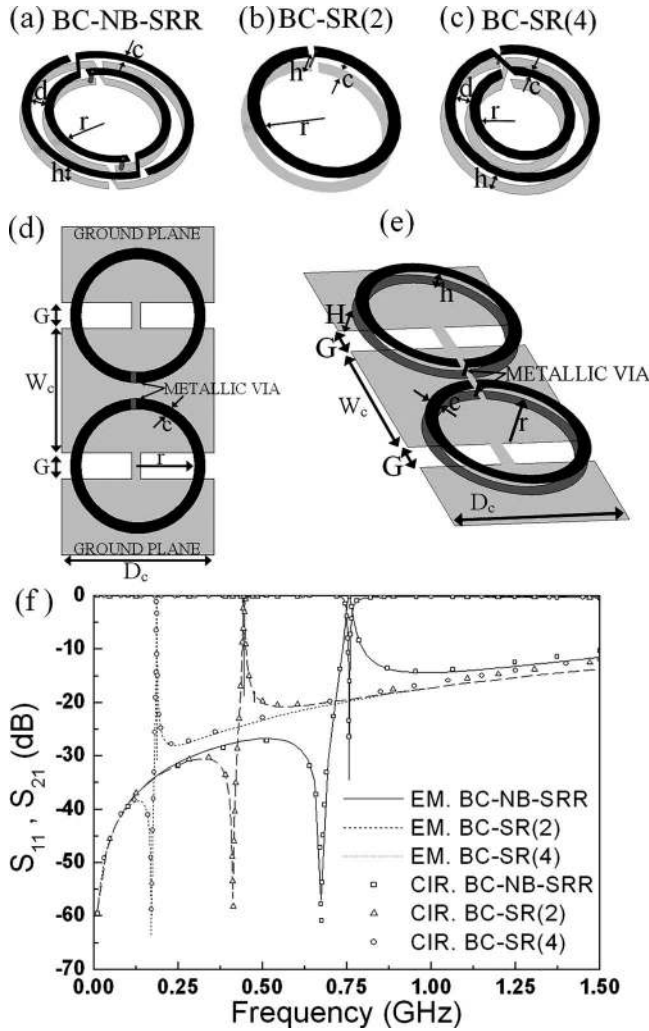 (a) BC-NB-SRR
(b) BC-SR(2)
(c) BC-SR(4)
c
d
r
h
h
c
r
d
c
r
h
(d)
GROUND PLANE
G
W_c
METALLIC VIA
c
r
G
GROUND PLANE
D_c
(e)
h
H
G
METALLIC VIA
W_c
c
r
G
D_c
(f)
S_11 , S_21 (dB)
0
-10
-20
-30
-40
-50
-60
-70
EM. BC-NB-SRR
EM. BC-SR(2)
EM. BC-SR(4)
CIR. BC-NB-SRR
CIR. BC-SR(2)
CIR. BC-SR(4)
0.00 0.25 0.50 0.75 1.00 1.25 1.50
Frequency (GHz)